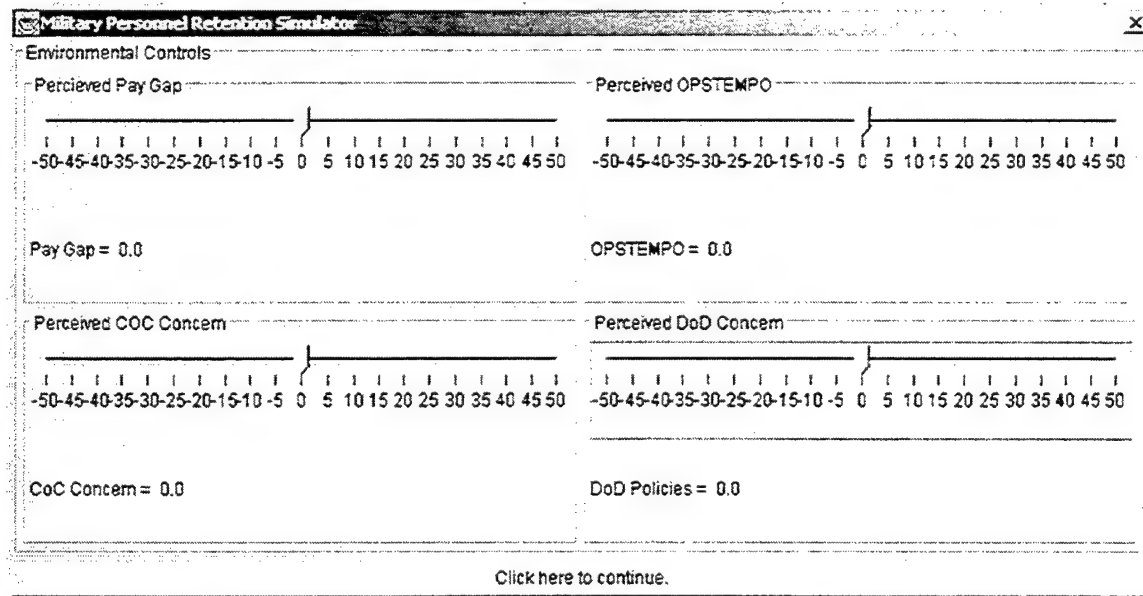 Military Personnel Retention Simulator
Environmental Controls
Percieved Pay Gap
-50-45-40-35-30-25-20-15-10 -5 0 5 10 15 20 25 30 35 40 45 50
Pay Gap = 0.0
Perceived OPSTEMPO
-50-45-40-35-30-25-20-15-10 -5 0 5 10 15 20 25 30 35 40 45 50
OPSTEMPO = 0.0
Perceived COC Concern
-50-45-40-35-30-25-20-15-10 -5 0 5 10 15 20 25 30 35 40 45 50
CoC Concern = 0.0
Perceived DoD Concern
-50-45-40-35-30-25-20-15-10 -5 0 5 10 15 20 25 30 35 40 45 50
DoD Policies = 0.0
Click here to continue.